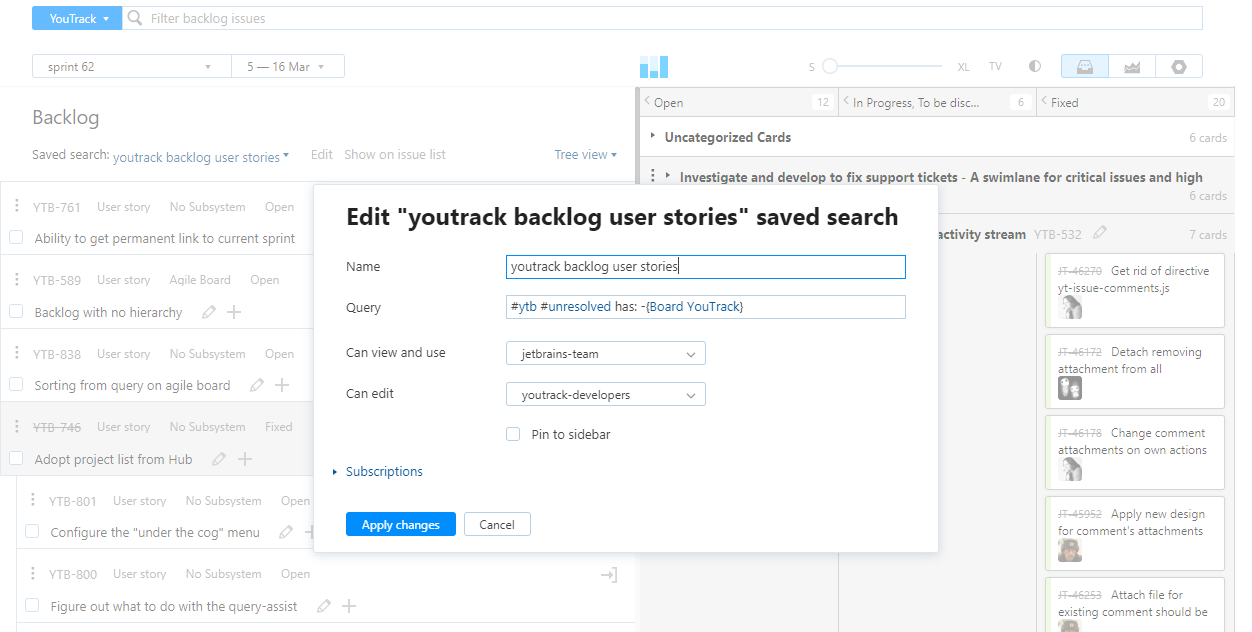 YouTrack
Filter backlog issues
sprint 62
5 — 16 Mar
S
XL
TV
Backlog
Saved search: youtrack backlog user stories
Edit
Show on issue list
Tree view
Open
12
In Progress, To be disc...
6
Fixed
20
Uncategorized Cards
6 cards
Investigate and develop to fix support tickets - A swimlane for critical issues and high
6 cards
activity stream YTB-532
7 cards
YTB-761 User story No Subsystem Open
Ability to get permanent link to current sprint
YTB-589 User story Agile Board Open
Backlog with no hierarchy
YTB-838 User story No Subsystem Open
Sorting from query on agile board
YTB-746 User story No Subsystem Fixed
Adopt project list from Hub
YTB-801 User story No Subsystem Open
Configure the "under the cog" menu
YTB-800 User story No Subsystem Open
Figure out what to do with the query-assist
Edit "youtrack backlog user stories" saved search
Name
youtrack backlog user stories
Query
#ytb #unresolved has: -{Board YouTrack}
Can view and use
jetbrains-team
Can edit
youtrack-developers
Pin to sidebar
Subscriptions
Apply changes
Cancel
JT-46270 Get rid of directive
yt-issue-comments.js
JT-46172 Detach removing
attachment from all
JT-46178 Change comment
attachments on own actions
JT-45952 Apply new design
for comment's attachments
JT-46253 Attach file for
existing comment should be